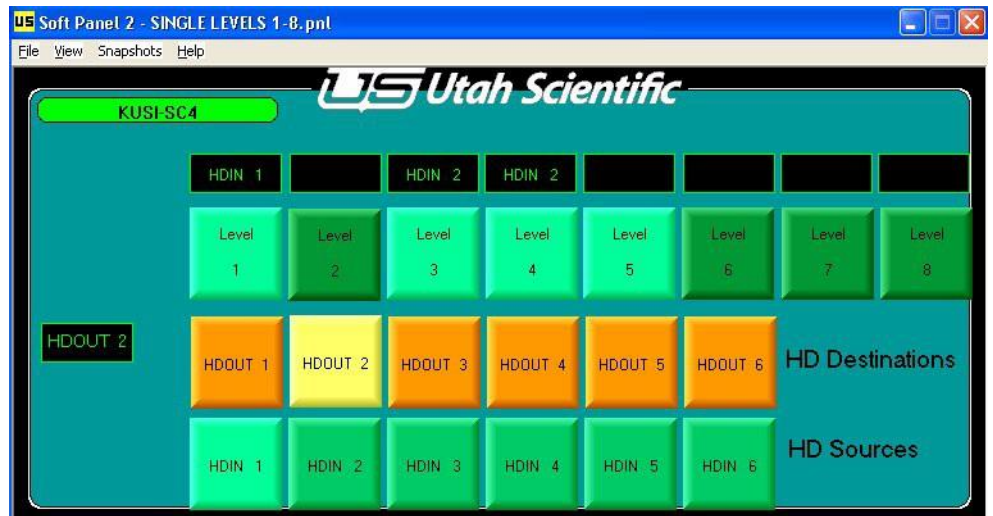 US Soft Panel 2 - SINGLE LEVELS 1-8.pnl
File View Snapshots Help
US Utah Scientific
KUSI-SC4
HDIN 1 HDIN 2 HDIN 2
Level 1 Level 2 Level 3 Level 4 Level 5 Level 6 Level 7 Level 8
HDOUT 2
HDOUT 1 HDOUT 2 HDOUT 3 HDOUT 4 HDOUT 5 HDOUT 6 HD Destinations
HDIN 1 HDIN 2 HDIN 3 HDIN 4 HDIN 5 HDIN 6 HD Sources